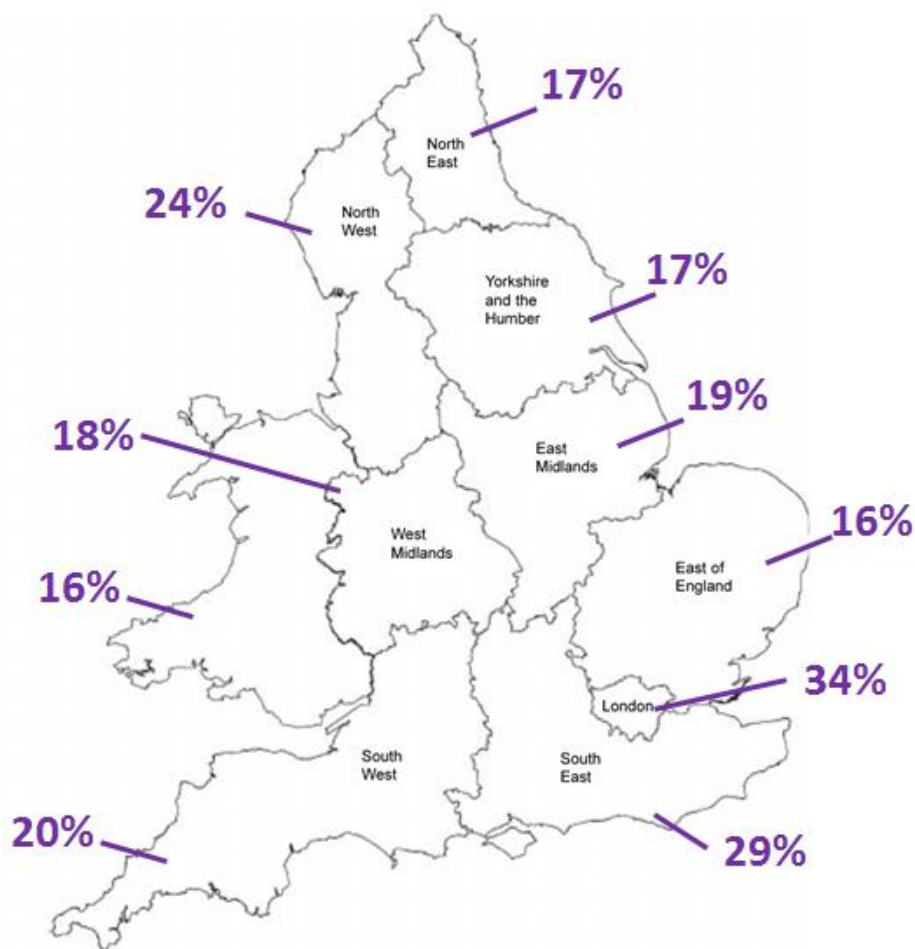 17%
North
East
24%
North
West
17%
Yorkshire
and the
Humber
19%
East
Midlands
18%
West
Midlands
16%
East of
England
16%
34%
London
South
West
South
East
20%
29%